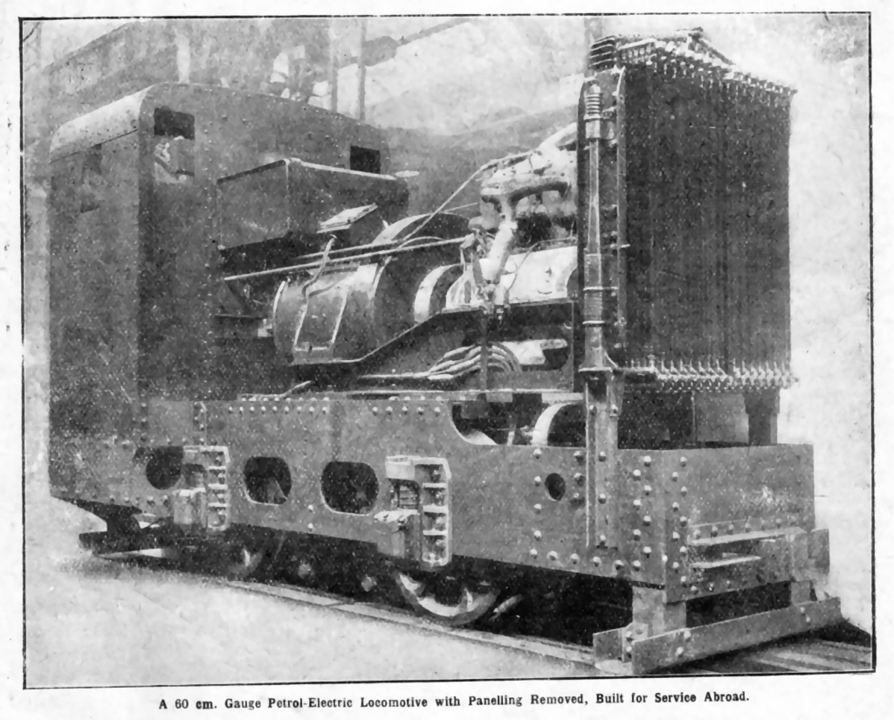 A 60 cm. Gauge Petrol-Electric Locomotive with Panelling Removed, Built for Service Abroad.